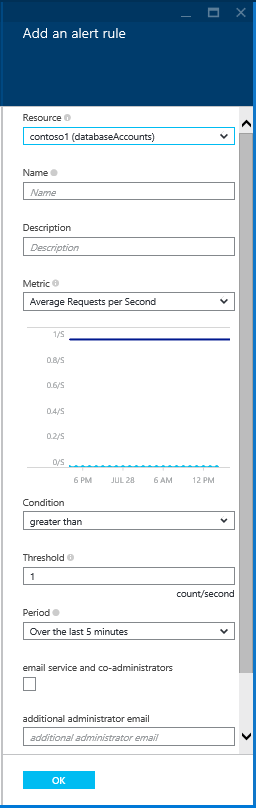 Add an alert rule
Resource
contoso1 (databaseAccounts)
Name
Name
Description
Description
Metric
Average Requests per Second
1/S
0.8/S
0.6/S
0.4/S
0.2/S
0/S
6 PM JUL 28 6 AM 12 PM
Condition
greater than
Threshold
1
count/second
Period
Over the last 5 minutes
email service and co-administrators
additional administrator email
additional administrator email
OK